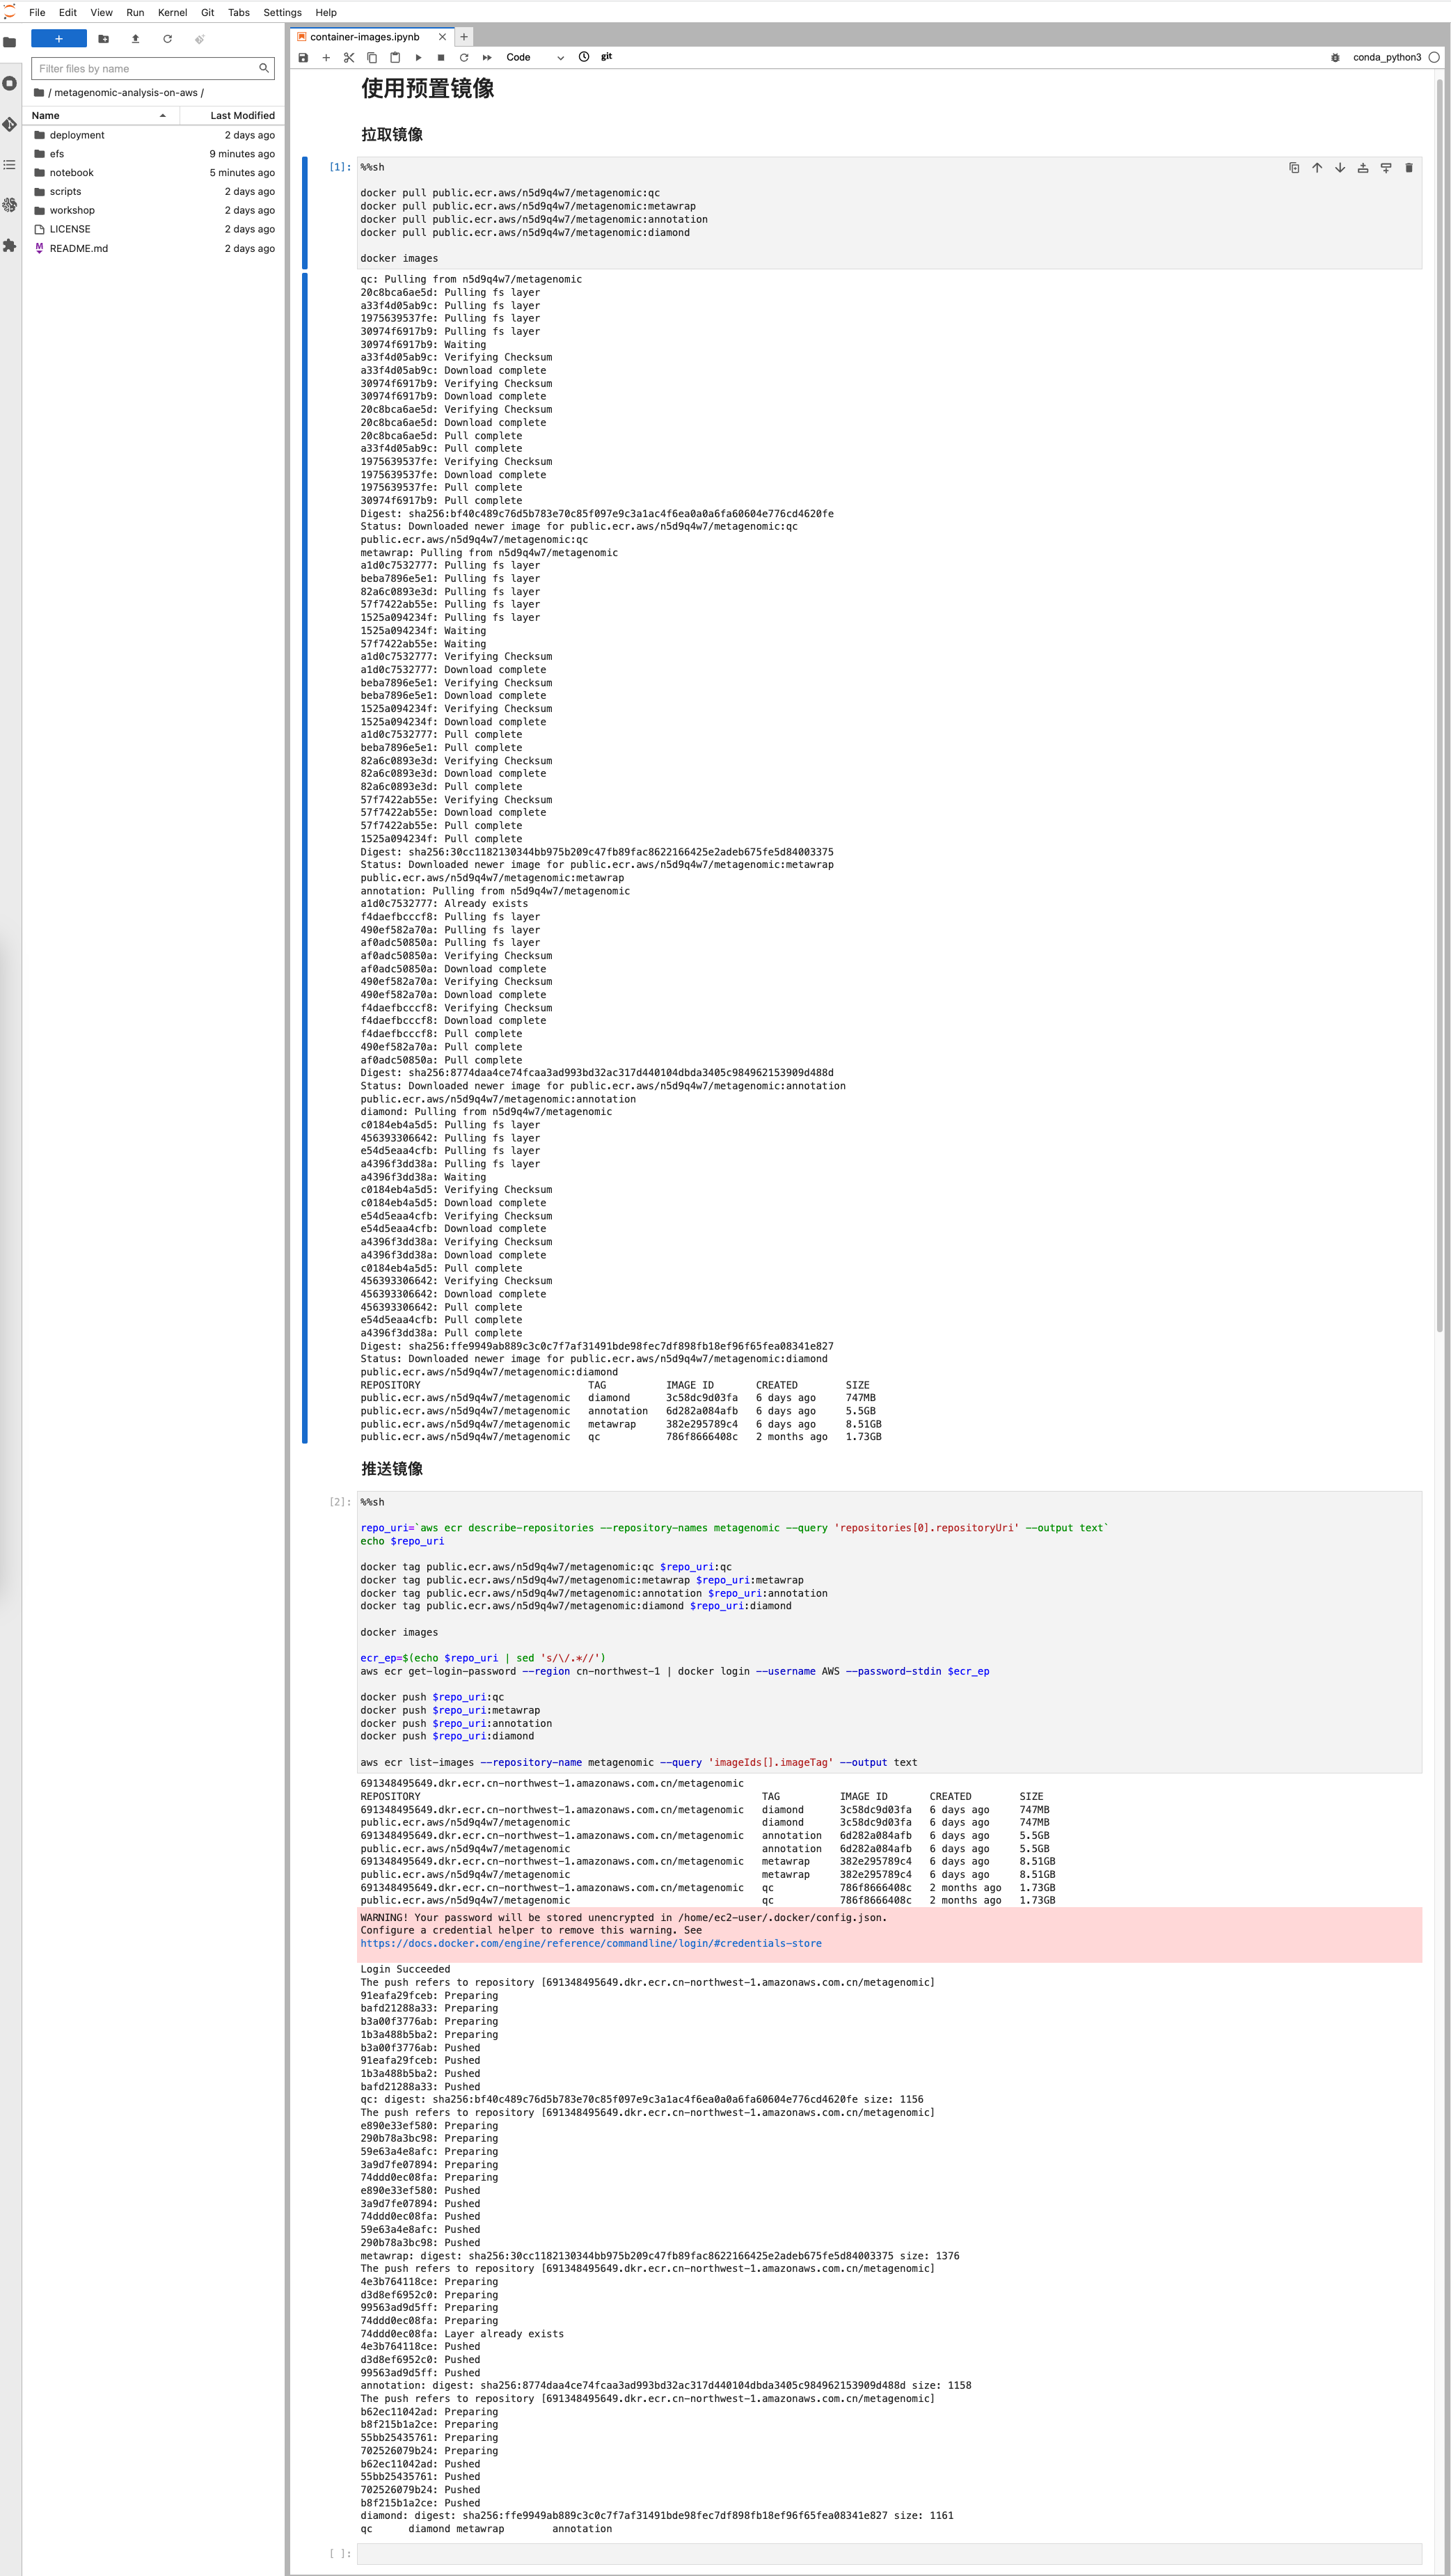 File Edit View Run Kernel Git Tabs Settings Help
Filter files by name
/ metagenomic-analysis-on-aws /
Name Last Modified
deployment 2 days ago
efs 9 minutes ago
notebook 5 minutes ago
scripts 2 days ago
workshop 2 days ago
LICENSE 2 days ago
README.md 2 days ago
container-images.ipynb
Code git conda_python3
使用预置镜像
拉取镜像
[1]: %%sh
docker pull public.ecr.aws/n5d9q4w7/metagenomic:qc
docker pull public.ecr.aws/n5d9q4w7/metagenomic:metawrap
docker pull public.ecr.aws/n5d9q4w7/metagenomic:annotation
docker pull public.ecr.aws/n5d9q4w7/metagenomic:diamond
docker images
qc: Pulling from n5d9q4w7/metagenomic
20c8bca6ae5d: Pulling fs layer
a33f4d05ab9c: Pulling fs layer
1975639537fe: Pulling fs layer
30974f6917b9: Pulling fs layer
30974f6917b9: Waiting
a33f4d05ab9c: Verifying Checksum
a33f4d05ab9c: Download complete
30974f6917b9: Verifying Checksum
30974f6917b9: Download complete
20c8bca6ae5d: Verifying Checksum
20c8bca6ae5d: Download complete
20c8bca6ae5d: Pull complete
a33f4d05ab9c: Pull complete
1975639537fe: Verifying Checksum
1975639537fe: Download complete
1975639537fe: Pull complete
30974f6917b9: Pull complete
Digest: sha256:bf40c489c76d5b783e70c85f097e9c3a1ac4f6ea0a0a6fa60604e776cd4620fe
Status: Downloaded newer image for public.ecr.aws/n5d9q4w7/metagenomic:qc
public.ecr.aws/n5d9q4w7/metagenomic:qc
metawrap: Pulling from n5d9q4w7/metagenomic
a1d0c7532777: Pulling fs layer
beba7896e5e1: Pulling fs layer
82a6c0893e3d: Pulling fs layer
57f7422ab55e: Pulling fs layer
1525a094234f: Pulling fs layer
1525a094234f: Waiting
57f7422ab55e: Waiting
a1d0c7532777: Verifying Checksum
a1d0c7532777: Download complete
beba7896e5e1: Verifying Checksum
beba7896e5e1: Download complete
1525a094234f: Verifying Checksum
1525a094234f: Download complete
a1d0c7532777: Pull complete
beba7896e5e1: Pull complete
82a6c0893e3d: Verifying Checksum
82a6c0893e3d: Download complete
82a6c0893e3d: Pull complete
57f7422ab55e: Verifying Checksum
57f7422ab55e: Download complete
57f7422ab55e: Pull complete
1525a094234f: Pull complete
Digest: sha256:30cc1182130344bb975b209c47fb89fac8622166425e2adeb675fe5d84003375
Status: Downloaded newer image for public.ecr.aws/n5d9q4w7/metagenomic:metawrap
public.ecr.aws/n5d9q4w7/metagenomic:metawrap
annotation: Pulling from n5d9q4w7/metagenomic
a1d0c7532777: Already exists
f4daefbcccf8: Pulling fs layer
490ef582a70a: Pulling fs layer
af0adc50850a: Pulling fs layer
af0adc50850a: Verifying Checksum
af0adc50850a: Download complete
490ef582a70a: Verifying Checksum
490ef582a70a: Download complete
f4daefbcccf8: Verifying Checksum
f4daefbcccf8: Download complete
f4daefbcccf8: Pull complete
490ef582a70a: Pull complete
af0adc50850a: Pull complete
Digest: sha256:8774daa4ce74fcaa3ad993bd32ac317d440104dbda3405c984962153909d488d
Status: Downloaded newer image for public.ecr.aws/n5d9q4w7/metagenomic:annotation
public.ecr.aws/n5d9q4w7/metagenomic:annotation
diamond: Pulling from n5d9q4w7/metagenomic
c0184eb4a5d5: Pulling fs layer
456393306642: Pulling fs layer
e54d5eaa4cfb: Pulling fs layer
a4396f3dd38a: Pulling fs layer
a4396f3dd38a: Waiting
c0184eb4a5d5: Verifying Checksum
c0184eb4a5d5: Download complete
e54d5eaa4cfb: Verifying Checksum
e54d5eaa4cfb: Download complete
a4396f3dd38a: Verifying Checksum
a4396f3dd38a: Download complete
c0184eb4a5d5: Pull complete
456393306642: Verifying Checksum
456393306642: Download complete
456393306642: Pull complete
e54d5eaa4cfb: Pull complete
a4396f3dd38a: Pull complete
Digest: sha256:ffe9949ab889c3c0c7f7af31491bde98fec7df898fb18ef96f65fea08341e827
Status: Downloaded newer image for public.ecr.aws/n5d9q4w7/metagenomic:diamond
public.ecr.aws/n5d9q4w7/metagenomic:diamond
REPOSITORY TAG IMAGE ID CREATED SIZE
public.ecr.aws/n5d9q4w7/metagenomic diamond 3c58dc9d03fa 6 days ago 747MB
public.ecr.aws/n5d9q4w7/metagenomic annotation 6d282a084afb 6 days ago 5.5GB
public.ecr.aws/n5d9q4w7/metagenomic metawrap 382e295789c4 6 days ago 8.51GB
public.ecr.aws/n5d9q4w7/metagenomic qc 786f8666408c 2 months ago 1.73GB
推送镜像
[2]: %%sh
repo_uri=`aws ecr describe-repositories --repository-names metagenomic --query 'repositories[0].repositoryUri' --output text`
echo $repo_uri
docker tag public.ecr.aws/n5d9q4w7/metagenomic:qc $repo_uri:qc
docker tag public.ecr.aws/n5d9q4w7/metagenomic:metawrap $repo_uri:metawrap
docker tag public.ecr.aws/n5d9q4w7/metagenomic:annotation $repo_uri:annotation
docker tag public.ecr.aws/n5d9q4w7/metagenomic:diamond $repo_uri:diamond
docker images
ecr_ep=$(echo $repo_uri | sed 's/\/.*//')
aws ecr get-login-password --region cn-northwest-1 | docker login --username AWS --password-stdin $ecr_ep
docker push $repo_uri:qc
docker push $repo_uri:metawrap
docker push $repo_uri:annotation
docker push $repo_uri:diamond
aws ecr list-images --repository-name metagenomic --query 'imageIds[].imageTag' --output text
691348495649.dkr.ecr.cn-northwest-1.amazonaws.com.cn/metagenomic
REPOSITORY TAG IMAGE ID CREATED SIZE
691348495649.dkr.ecr.cn-northwest-1.amazonaws.com.cn/metagenomic diamond 3c58dc9d03fa 6 days ago 747MB
public.ecr.aws/n5d9q4w7/metagenomic diamond 3c58dc9d03fa 6 days ago 747MB
691348495649.dkr.ecr.cn-northwest-1.amazonaws.com.cn/metagenomic annotation 6d282a084afb 6 days ago 5.5GB
public.ecr.aws/n5d9q4w7/metagenomic annotation 6d282a084afb 6 days ago 5.5GB
691348495649.dkr.ecr.cn-northwest-1.amazonaws.com.cn/metagenomic metawrap 382e295789c4 6 days ago 8.51GB
public.ecr.aws/n5d9q4w7/metagenomic metawrap 382e295789c4 6 days ago 8.51GB
691348495649.dkr.ecr.cn-northwest-1.amazonaws.com.cn/metagenomic qc 786f8666408c 2 months ago 1.73GB
public.ecr.aws/n5d9q4w7/metagenomic qc 786f8666408c 2 months ago 1.73GB
WARNING! Your password will be stored unencrypted in /home/ec2-user/.docker/config.json.
Configure a credential helper to remove this warning. See
https://docs.docker.com/engine/reference/commandline/login/#credentials-store
Login Succeeded
The push refers to repository [691348495649.dkr.ecr.cn-northwest-1.amazonaws.com.cn/metagenomic]
91eafa29fceb: Preparing
bafd21288a33: Preparing
b3a00f3776ab: Preparing
1b3a488b5ba2: Preparing
b3a00f3776ab: Pushed
91eafa29fceb: Pushed
1b3a488b5ba2: Pushed
bafd21288a33: Pushed
qc: digest: sha256:bf40c489c76d5b783e70c85f097e9c3a1ac4f6ea0a0a6fa60604e776cd4620fe size: 1156
The push refers to repository [691348495649.dkr.ecr.cn-northwest-1.amazonaws.com.cn/metagenomic]
e890e33ef580: Preparing
290b78a3bc98: Preparing
59e63a4e8afc: Preparing
3a9d7fe07894: Preparing
74ddd0ec08fa: Preparing
e890e33ef580: Pushed
3a9d7fe07894: Pushed
74ddd0ec08fa: Pushed
59e63a4e8afc: Pushed
290b78a3bc98: Pushed
metawrap: digest: sha256:30cc1182130344bb975b209c47fb89fac8622166425e2adeb675fe5d84003375 size: 1376
The push refers to repository [691348495649.dkr.ecr.cn-northwest-1.amazonaws.com.cn/metagenomic]
4e3b764118ce: Preparing
d3d8ef6952c0: Preparing
99563ad9d5ff: Preparing
74ddd0ec08fa: Preparing
74ddd0ec08fa: Layer already exists
4e3b764118ce: Pushed
d3d8ef6952c0: Pushed
99563ad9d5ff: Pushed
annotation: digest: sha256:8774daa4ce74fcaa3ad993bd32ac317d440104dbda3405c984962153909d488d size: 1158
The push refers to repository [691348495649.dkr.ecr.cn-northwest-1.amazonaws.com.cn/metagenomic]
b62ec11042ad: Preparing
b8f215b1a2ce: Preparing
55bb25435761: Preparing
702526079b24: Preparing
b62ec11042ad: Pushed
55bb25435761: Pushed
702526079b24: Pushed
b8f215b1a2ce: Pushed
diamond: digest: sha256:ffe9949ab889c3c0c7f7af31491bde98fec7df898fb18ef96f65fea08341e827 size: 1161
qc diamond metawrap annotation
[ ]: